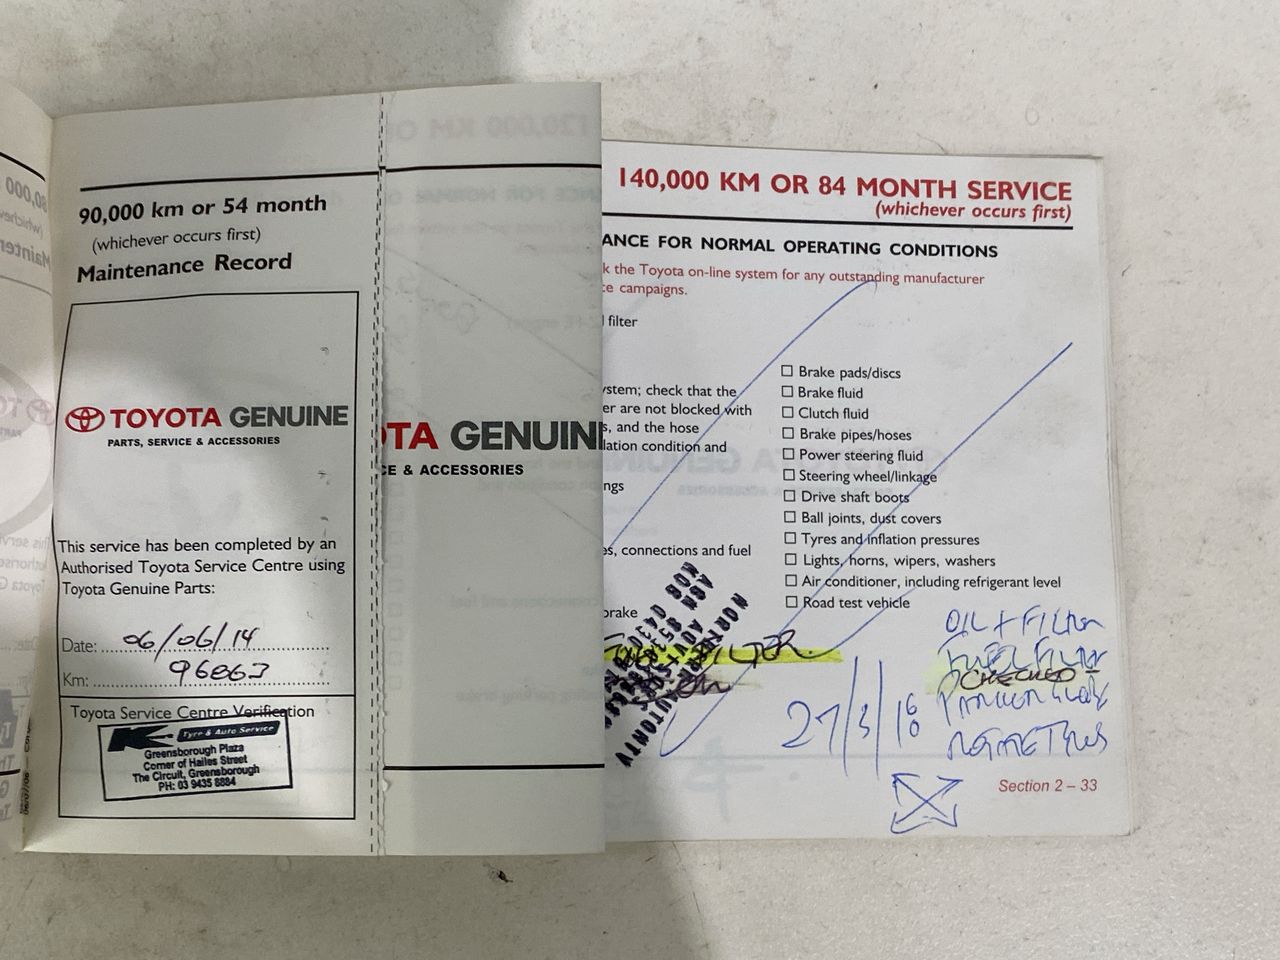 90,000 km or 54 month
(whichever occurs first)
Maintenance Record
TOYOTA GENUINE
PARTS, SERVICE & ACCESSORIES
This service has been completed by an
Authorised Toyota Service Centre using
Toyota Genuine Parts:
Date: 06/06/14
Km: 96863
Toyota Service Centre Verification
K Tyre & Auto Service
Greensborough Plaza
Corner of Hailes Street
The Circuit, Greensborough
PH: 03 9435 8884
OTA GENUIN
CE & ACCESSORIES
140,000 KM OR 84 MONTH SERVICE
(whichever occurs first)
ANCE FOR NORMAL OPERATING CONDITIONS
k the Toyota on-line system for any outstanding manufacturer
ce campaigns.
l filter
ystem; check that the
er are not blocked with
s, and the hose
lation condition and
ngs
es, connections and fuel
brake
☐ Brake pads/discs
☐ Brake fluid
☐ Clutch fluid
☐ Brake pipes/hoses
☐ Power steering fluid
☐ Steering wheel/linkage
☐ Drive shaft boots
☐ Ball joints, dust covers
☐ Tyres and inflation pressures
☐ Lights, horns, wipers, washers
☐ Air conditioner, including refrigerant level
☐ Road test vehicle
OIL + FILTER
FUEL FILTER
CHECKED
ROTATE TYRES
FILTER
27/3/16
Section 2 – 33